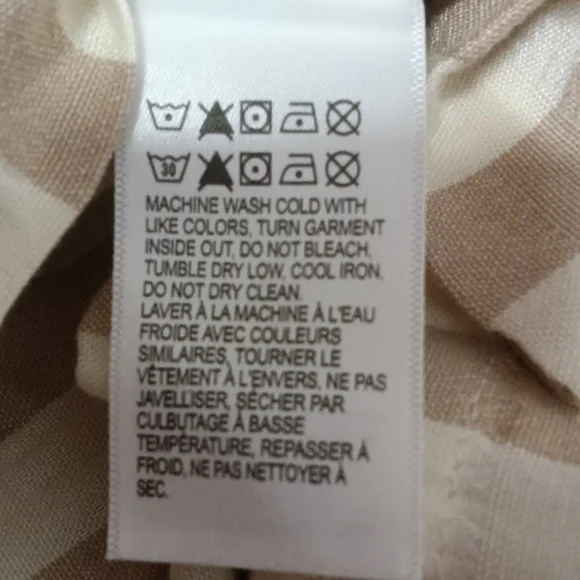 30
MACHINE WASH COLD WITH
LIKE COLORS, TURN GARMENT
INSIDE OUT, DO NOT BLEACH,
TUMBLE DRY LOW, COOL IRON,
DO NOT DRY CLEAN.
LAVER À LA MACHINE À L'EAU
FROIDE AVEC COULEURS
SIMILAIRES, TOURNER LE
VÉTEMENT À L'ENVERS, NE PAS
JAVELLISER, SÉCHER PAR
CULBUTAGE À BASSE
TEMPÉRATURE, REPASSER À
FROID, NE PAS NETTOYER À
SEC.